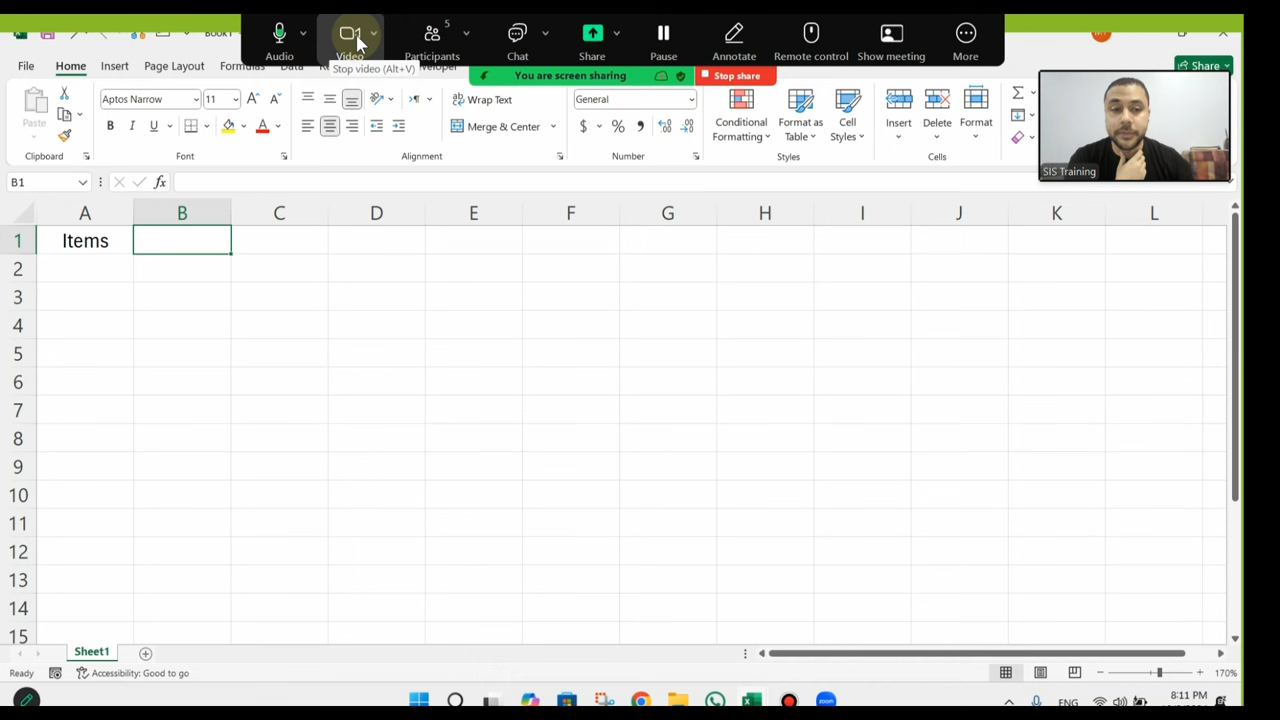 5
Audio
Video
Participants
Chat
Share
Pause
Annotate
Remote control
Show meeting
More
Stop video (Alt+V)
You are screen sharing
Stop share
File
Home
Insert
Page Layout
Formulas
Share
Paste
Aptos Narrow
11
Wrap Text
General
Conditional Formatting
Format as Table
Cell Styles
Insert
Delete
Format
B I U
Merge & Center
$ % 9
Clipboard
Font
Alignment
Number
Styles
Cells
SIS Training
B1
fx
A B C D E F G H I J K L
1 Items
2
3
4
5
6
7
8
9
10
11
12
13
14
15
Sheet1
Ready
Accessibility: Good to go
170%
ENG
8:11 PM